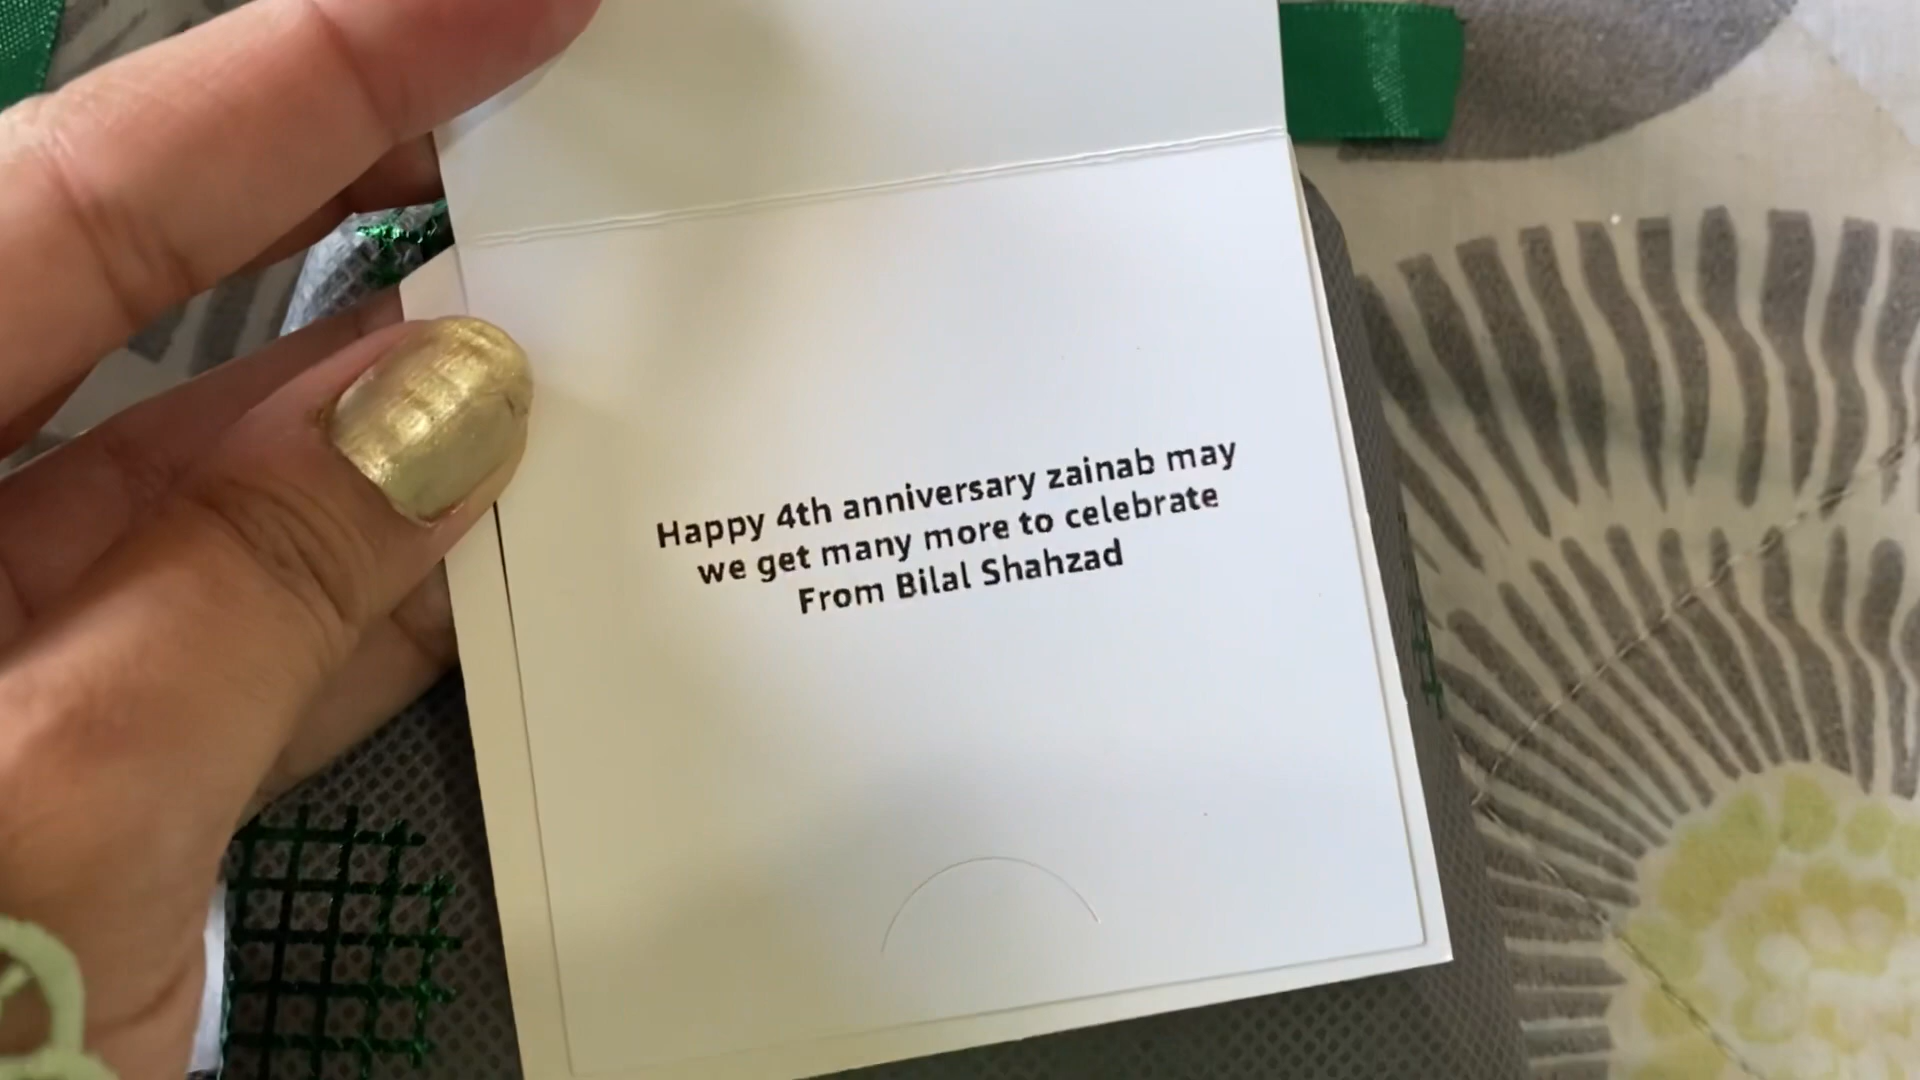 Happy 4th anniversary zainab may
we get many more to celebrate
From Bilal Shahzad